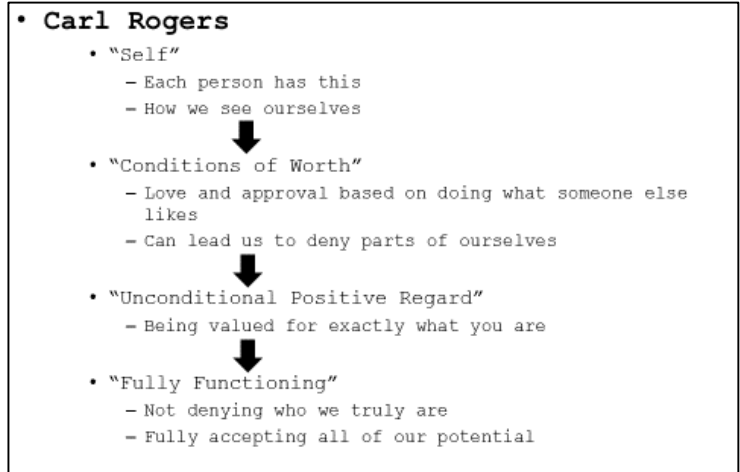 • Carl Rogers
• “Self”
– Each person has this
– How we see ourselves
• “Conditions of Worth”
– Love and approval based on doing what someone else
likes
– Can lead us to deny parts of ourselves
• “Unconditional Positive Regard”
– Being valued for exactly what you are
• “Fully Functioning”
– Not denying who we truly are
– Fully accepting all of our potential